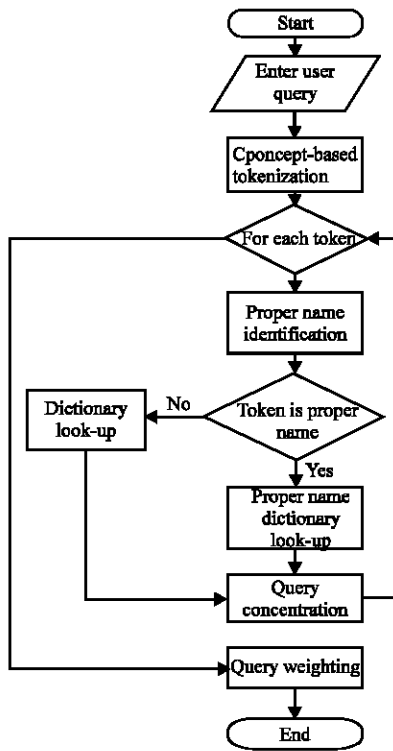 Start
Enter user
query
Cponcept-based
tokenization
For each token
Proper name
identification
Dictionary
look-up
No
Token is proper
name
Yes
Proper name
dictionary
look-up
Query
concentration
Query weighting
End